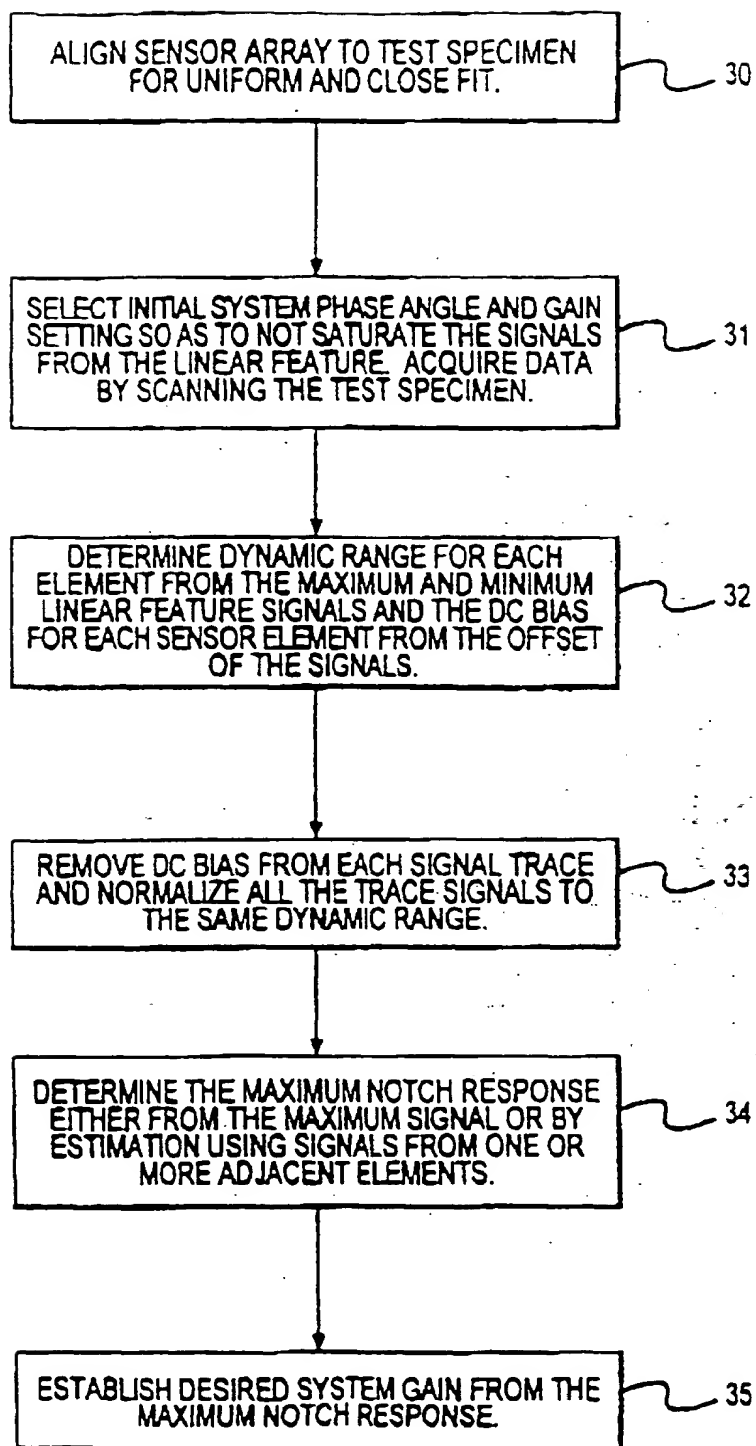 ALIGN SENSOR ARRAY TO TEST SPECIMEN
FOR UNIFORM AND CLOSE FIT.
30
SELECT INITIAL SYSTEM PHASE ANGLE AND GAIN
SETTING SO AS TO NOT SATURATE THE SIGNALS
FROM THE LINEAR FEATURE. ACQUIRE DATA
BY SCANNING THE TEST SPECIMEN.
31
DETERMINE DYNAMIC RANGE FOR EACH
ELEMENT FROM THE MAXIMUM AND MINIMUM
LINEAR FEATURE SIGNALS AND THE DC BIAS
FOR EACH SENSOR ELEMENT FROM THE OFFSET
OF THE SIGNALS.
32
REMOVE DC BIAS FROM EACH SIGNAL TRACE
AND NORMALIZE ALL THE TRACE SIGNALS TO
THE SAME DYNAMIC RANGE.
33
DETERMINE THE MAXIMUM NOTCH RESPONSE
EITHER FROM THE MAXIMUM SIGNAL OR BY
ESTIMATION USING SIGNALS FROM ONE OR
MORE ADJACENT ELEMENTS.
34
ESTABLISH DESIRED SYSTEM GAIN FROM THE
MAXIMUM NOTCH RESPONSE.
35